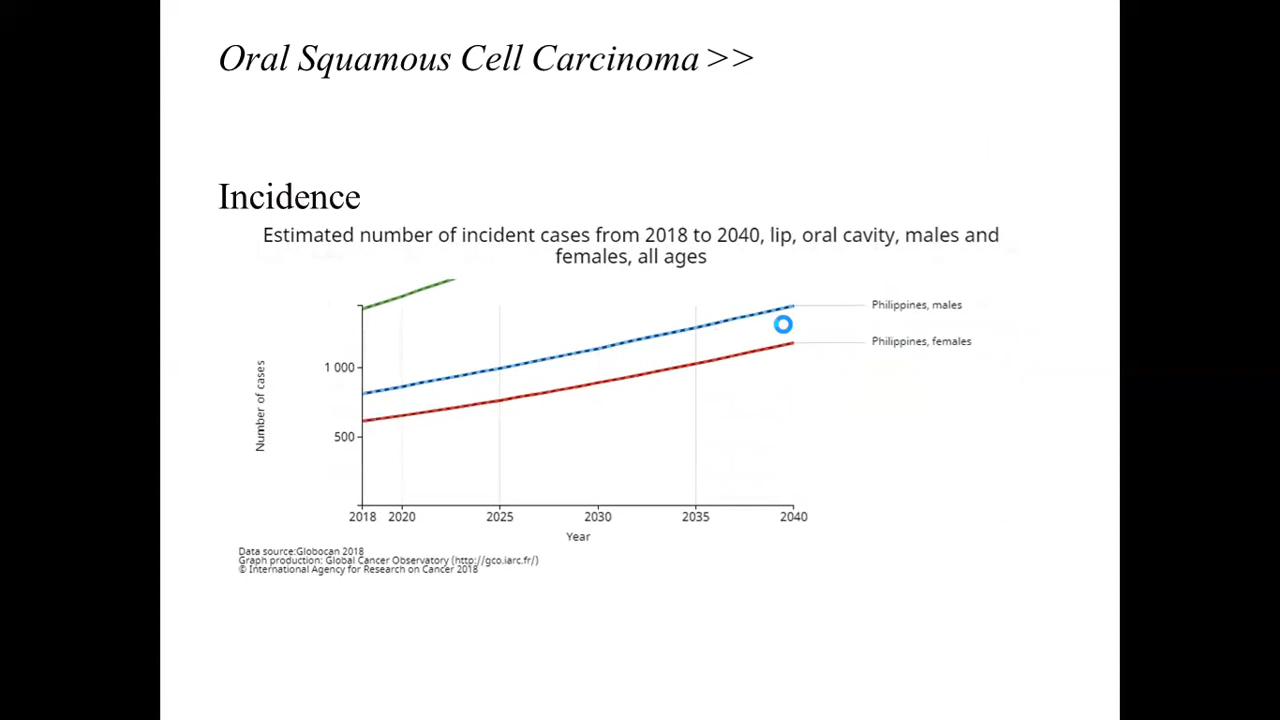 Oral Squamous Cell Carcinoma >>
Incidence
Estimated number of incident cases from 2018 to 2040, lip, oral cavity, males and
females, all ages
Philippines, males
Philippines, females
Number of cases
1 000
500
2018 2020 2025 2030 2035 2040
Year
Data source:Globocan 2018
Graph production: Global Cancer Observatory (http://gco.iarc.fr/)
© International Agency for Research on Cancer 2018